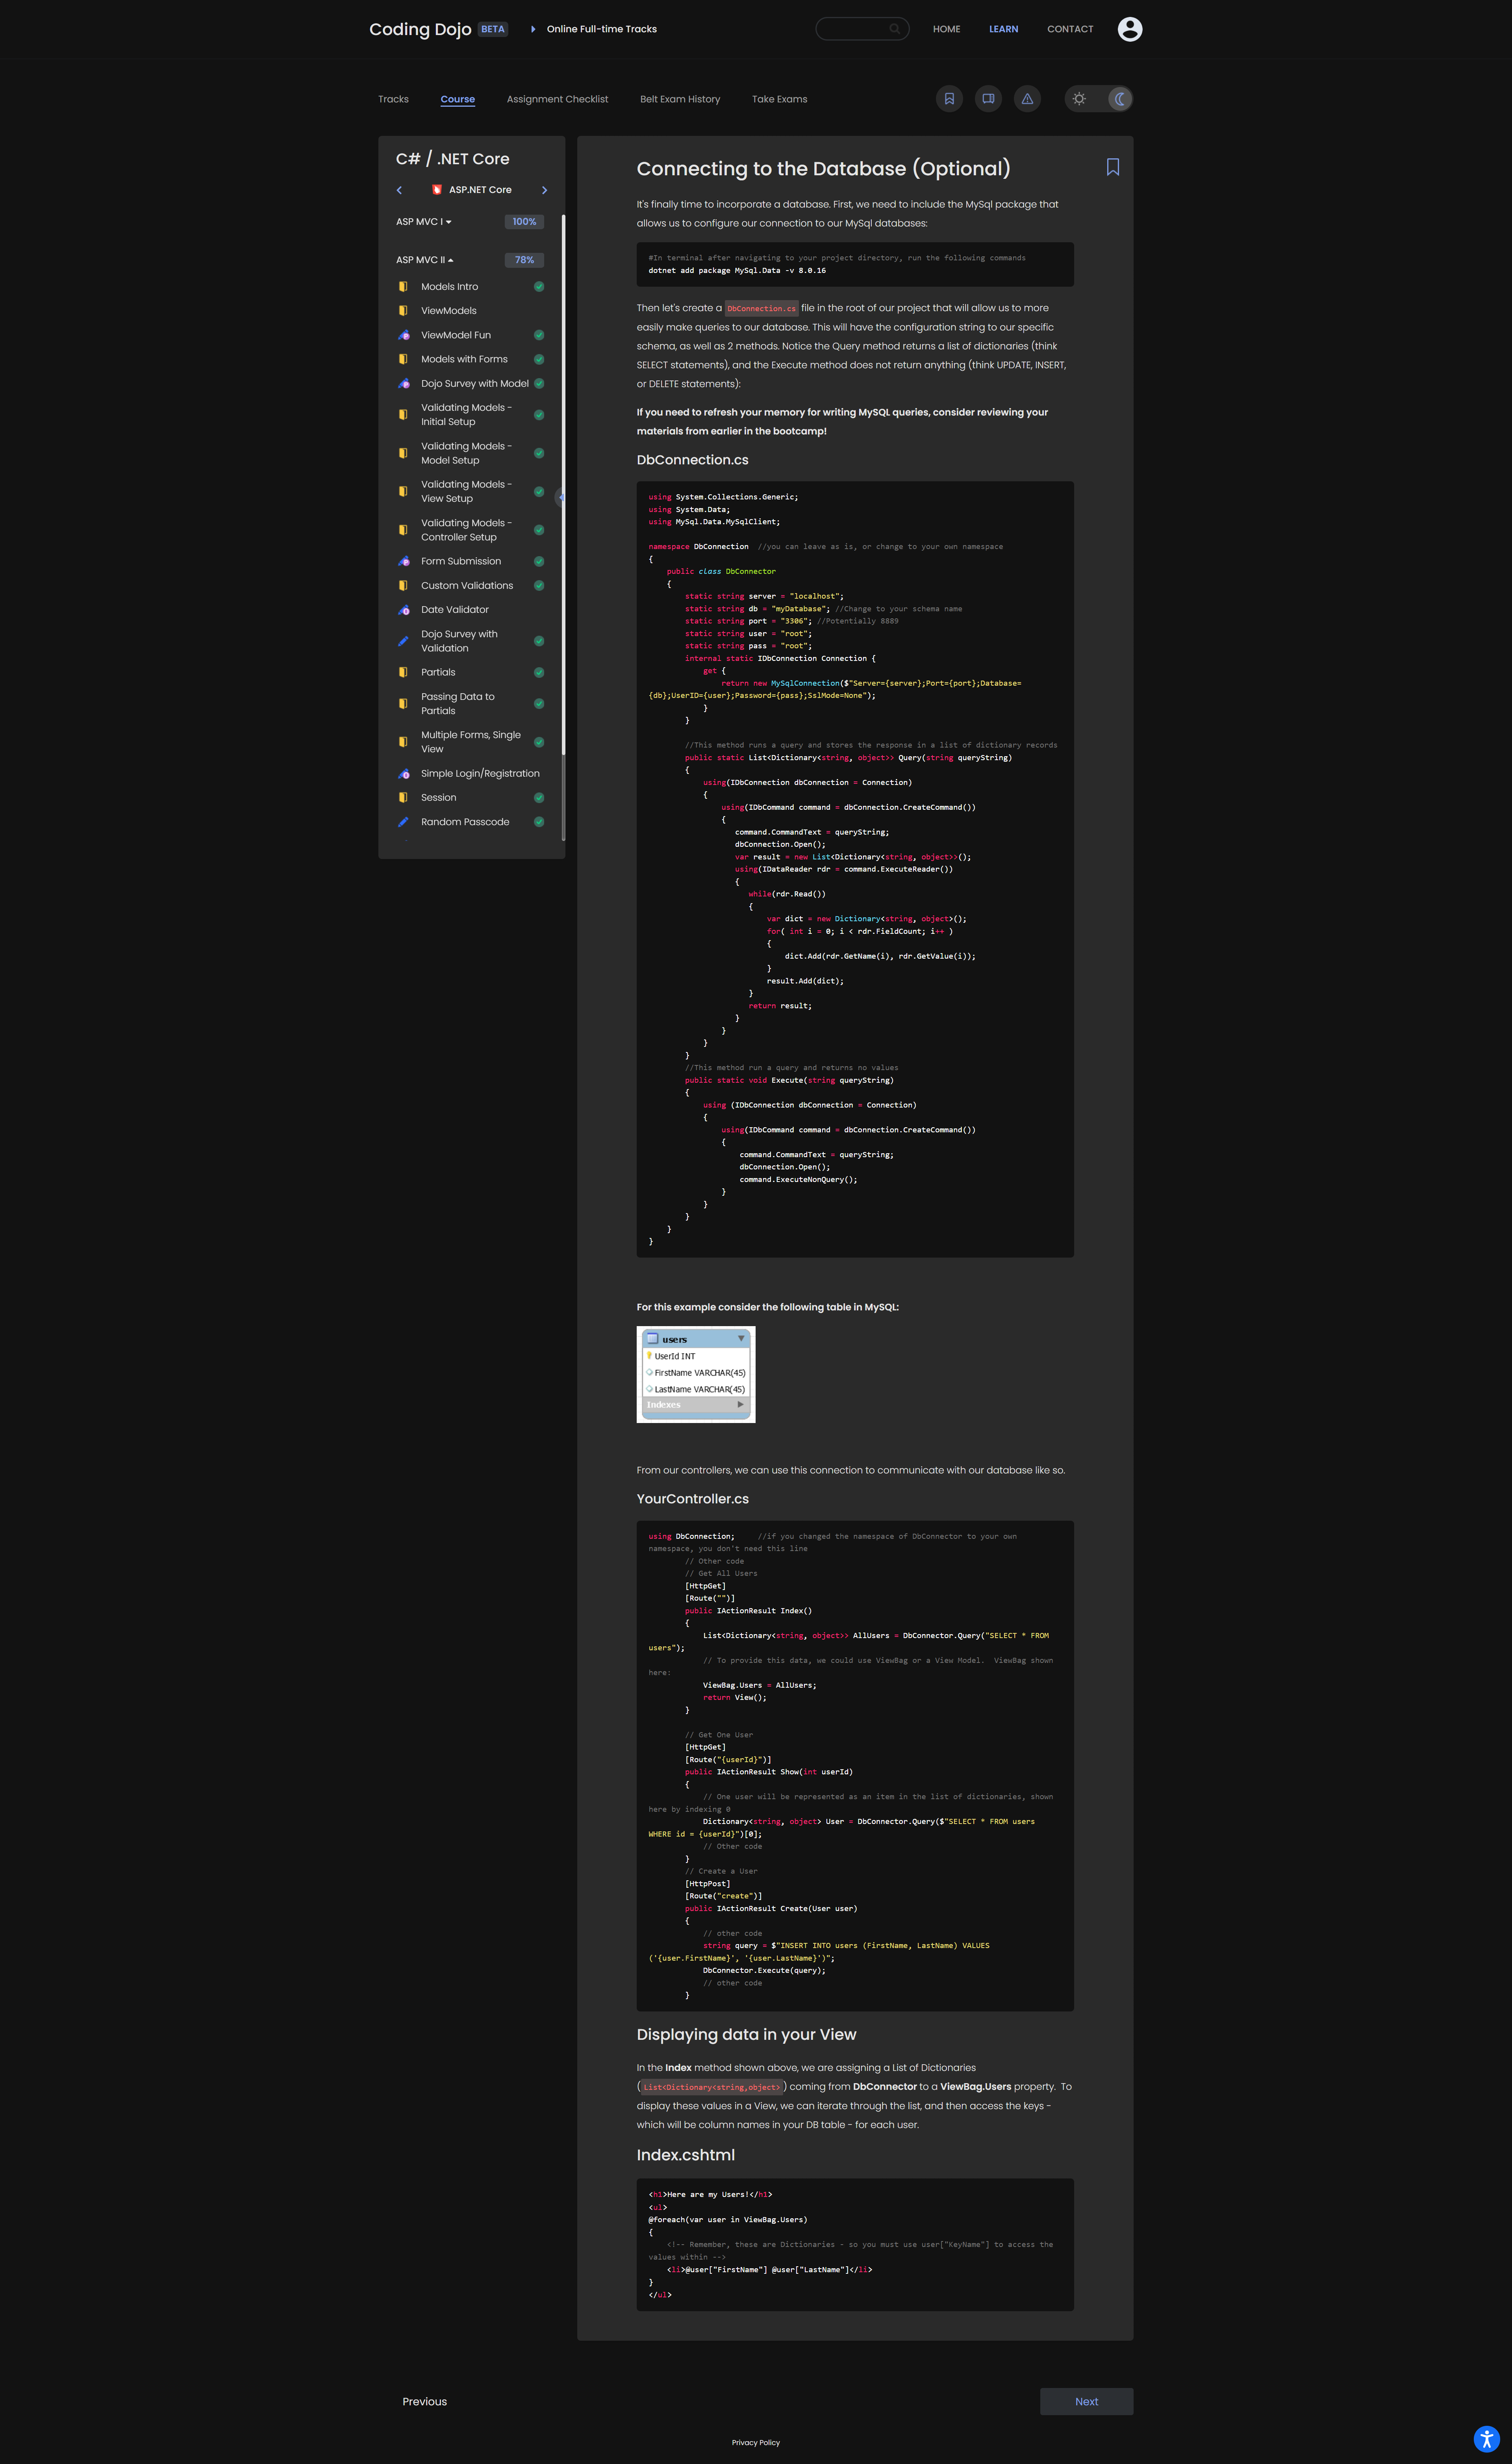 Coding Dojo BETA Online Full-time Tracks HOME LEARN CONTACT
Tracks Course Assignment Checklist Belt Exam History Take Exams
C# / .NET Core
ASP.NET Core
ASP MVC I 100%
ASP MVC II 78%
Models Intro
ViewModels
ViewModel Fun
Models with Forms
Dojo Survey with Model
Validating Models -
Initial Setup
Validating Models -
Model Setup
Validating Models -
View Setup
Validating Models -
Controller Setup
Form Submission
Custom Validations
Date Validator
Dojo Survey with
Validation
Partials
Passing Data to
Partials
Multiple Forms, Single
View
Simple Login/Registration
Session
Random Passcode
Connecting to the Database (Optional)
It's finally time to incorporate a database. First, we need to include the MySql package that
allows us to configure our connection to our MySql databases:
#In terminal after navigating to your project directory, run the following commands
dotnet add package MySql.Data -v 8.0.16
Then let's create a DbConnection.cs file in the root of our project that will allow us to more
easily make queries to our database. This will have the configuration string to our specific
schema, as well as 2 methods. Notice the Query method returns a list of dictionaries (think
SELECT statements), and the Execute method does not return anything (think UPDATE, INSERT,
or DELETE statements):
If you need to refresh your memory for writing MySQL queries, consider reviewing your
materials from earlier in the bootcamp!
DbConnection.cs
using System.Collections.Generic;
using System.Data;
using MySql.Data.MySqlClient;
namespace DbConnection  //you can leave as is, or change to your own namespace
{
public class DbConnector
{
static string server = "localhost";
static string db = "myDatabase"; //Change to your schema name
static string port = "3306"; //Potentially 8889
static string user = "root";
static string pass = "root";
internal static IDbConnection Connection {
get {
return new MySqlConnection($"Server={server};Port={port};Database=
{db};UserID={user};Password={pass};SslMode=None");
}
}
//This method runs a query and stores the response in a list of dictionary records
public static List<Dictionary<string, object>> Query(string queryString)
{
using(IDbConnection dbConnection = Connection)
{
using(IDbCommand command = dbConnection.CreateCommand())
{
command.CommandText = queryString;
dbConnection.Open();
var result = new List<Dictionary<string, object>>();
using(IDataReader rdr = command.ExecuteReader())
{
while(rdr.Read())
{
var dict = new Dictionary<string, object>();
for( int i = 0; i < rdr.FieldCount; i++ )
{
dict.Add(rdr.GetName(i), rdr.GetValue(i));
}
result.Add(dict);
}
return result;
}
}
}
}
//This method run a query and returns no values
public static void Execute(string queryString)
{
using (IDbConnection dbConnection = Connection)
{
using(IDbCommand command = dbConnection.CreateCommand())
{
command.CommandText = queryString;
dbConnection.Open();
command.ExecuteNonQuery();
}
}
}
}
}
For this example consider the following table in MySQL:
users
UserId INT
FirstName VARCHAR(45)
LastName VARCHAR(45)
Indexes
From our controllers, we can use this connection to communicate with our database like so.
YourController.cs
using DbConnection;     //if you changed the namespace of DbConnector to your own
namespace, you don't need this line
// Other code
// Get All Users
[HttpGet]
[Route("")]
public IActionResult Index()
{
List<Dictionary<string, object>> AllUsers = DbConnector.Query("SELECT * FROM
users");
// To provide this data, we could use ViewBag or a View Model.  ViewBag shown
here:
ViewBag.Users = AllUsers;
return View();
}
// Get One User
[HttpGet]
[Route("{userId}")]
public IActionResult Show(int userId)
{
// One user will be represented as an item in the list of dictionaries, shown
here by indexing 0
Dictionary<string, object> User = DbConnector.Query($"SELECT * FROM users
WHERE id = {userId}")[0];
// Other code
}
// Create a User
[HttpPost]
[Route("create")]
public IActionResult Create(User user)
{
// other code
string query = $"INSERT INTO users (FirstName, LastName) VALUES
('{user.FirstName}', '{user.LastName}')";
DbConnector.Execute(query);
// other code
}
Displaying data in your View
In the Index method shown above, we are assigning a List of Dictionaries
(List<Dictionary<string,object>) coming from DbConnector to a ViewBag.Users property.  To
display these values in a View, we can iterate through the list, and then access the keys -
which will be column names in your DB table - for each user.
Index.cshtml
<h1>Here are my Users!</h1>
<ul>
@foreach(var user in ViewBag.Users)
{
<!-- Remember, these are Dictionaries - so you must use user["KeyName"] to access the
values within -->
<li>@user["FirstName"] @user["LastName"]</li>
}
</ul>
Previous Next
Privacy Policy